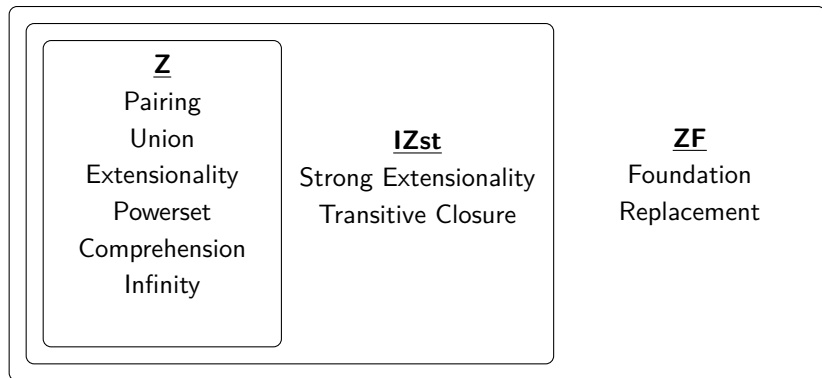 Z
Pairing
Union
Extensionality
Powerset
Comprehension
Infinity
IZst
Strong Extensionality
Transitive Closure
ZF
Foundation
Replacement